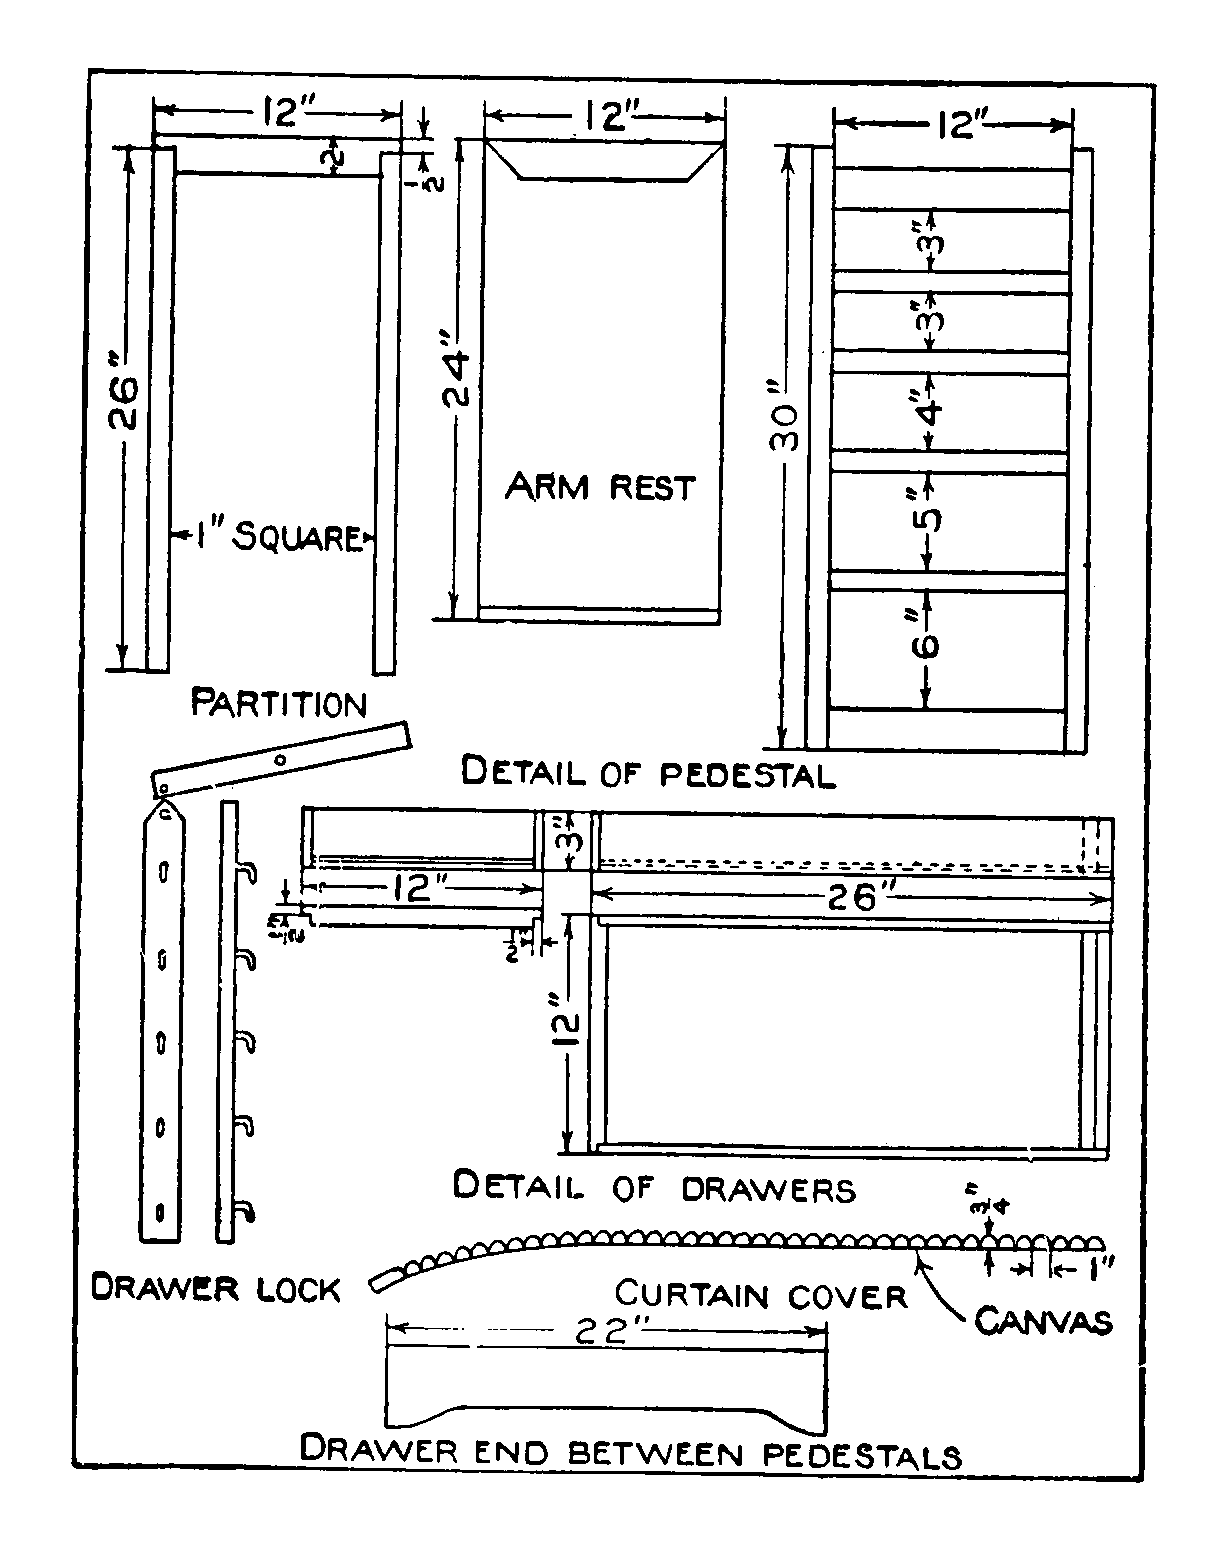 12"
12"
12"
2
1/2
26"
24"
30"
3"
3"
4"
5"
6"
ARM REST
1" SQUARE
PARTITION
DETAIL OF PEDESTAL
3"
12"
26"
1/2
12"
DETAIL OF DRAWERS
3/4"
1"
DRAWER LOCK
CURTAIN COVER
CANVAS
22"
DRAWER END BETWEEN PEDESTALS